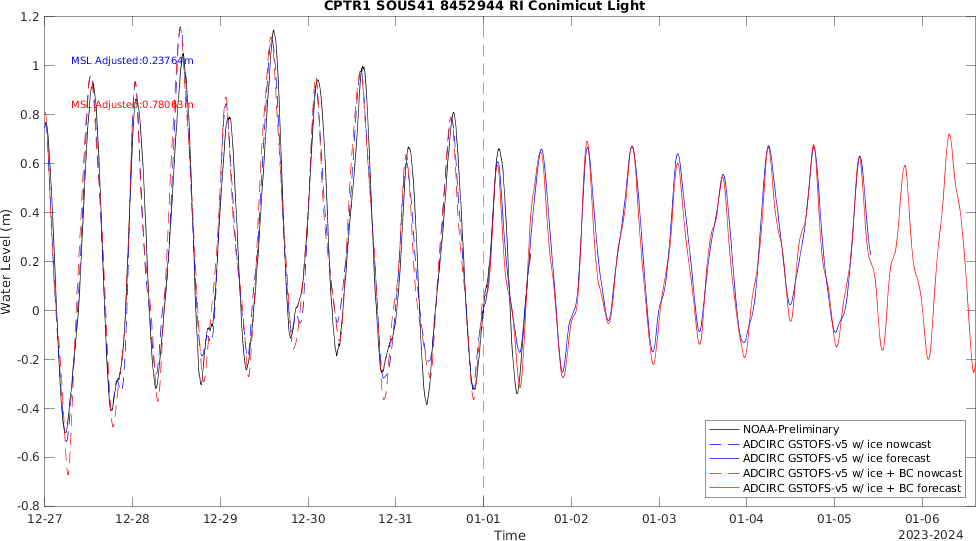 CPTR1 SOUS41 8452944 RI Conimicut Light
1.2
1
0.8
0.6
0.4
0.2
0
-0.2
-0.4
-0.6
-0.8
Water Level (m)
MSL Adjusted:0.23764m
MSL Adjusted:0.78063m
NOAA-Preliminary
ADCIRC GSTOFS-v5 w/ ice nowcast
ADCIRC GSTOFS-v5 w/ ice forecast
ADCIRC GSTOFS-v5 w/ ice + BC nowcast
ADCIRC GSTOFS-v5 w/ ice + BC forecast
12-27 12-28 12-29 12-30 12-31 01-01 01-02 01-03 01-04 01-05 01-06
Time
2023-2024